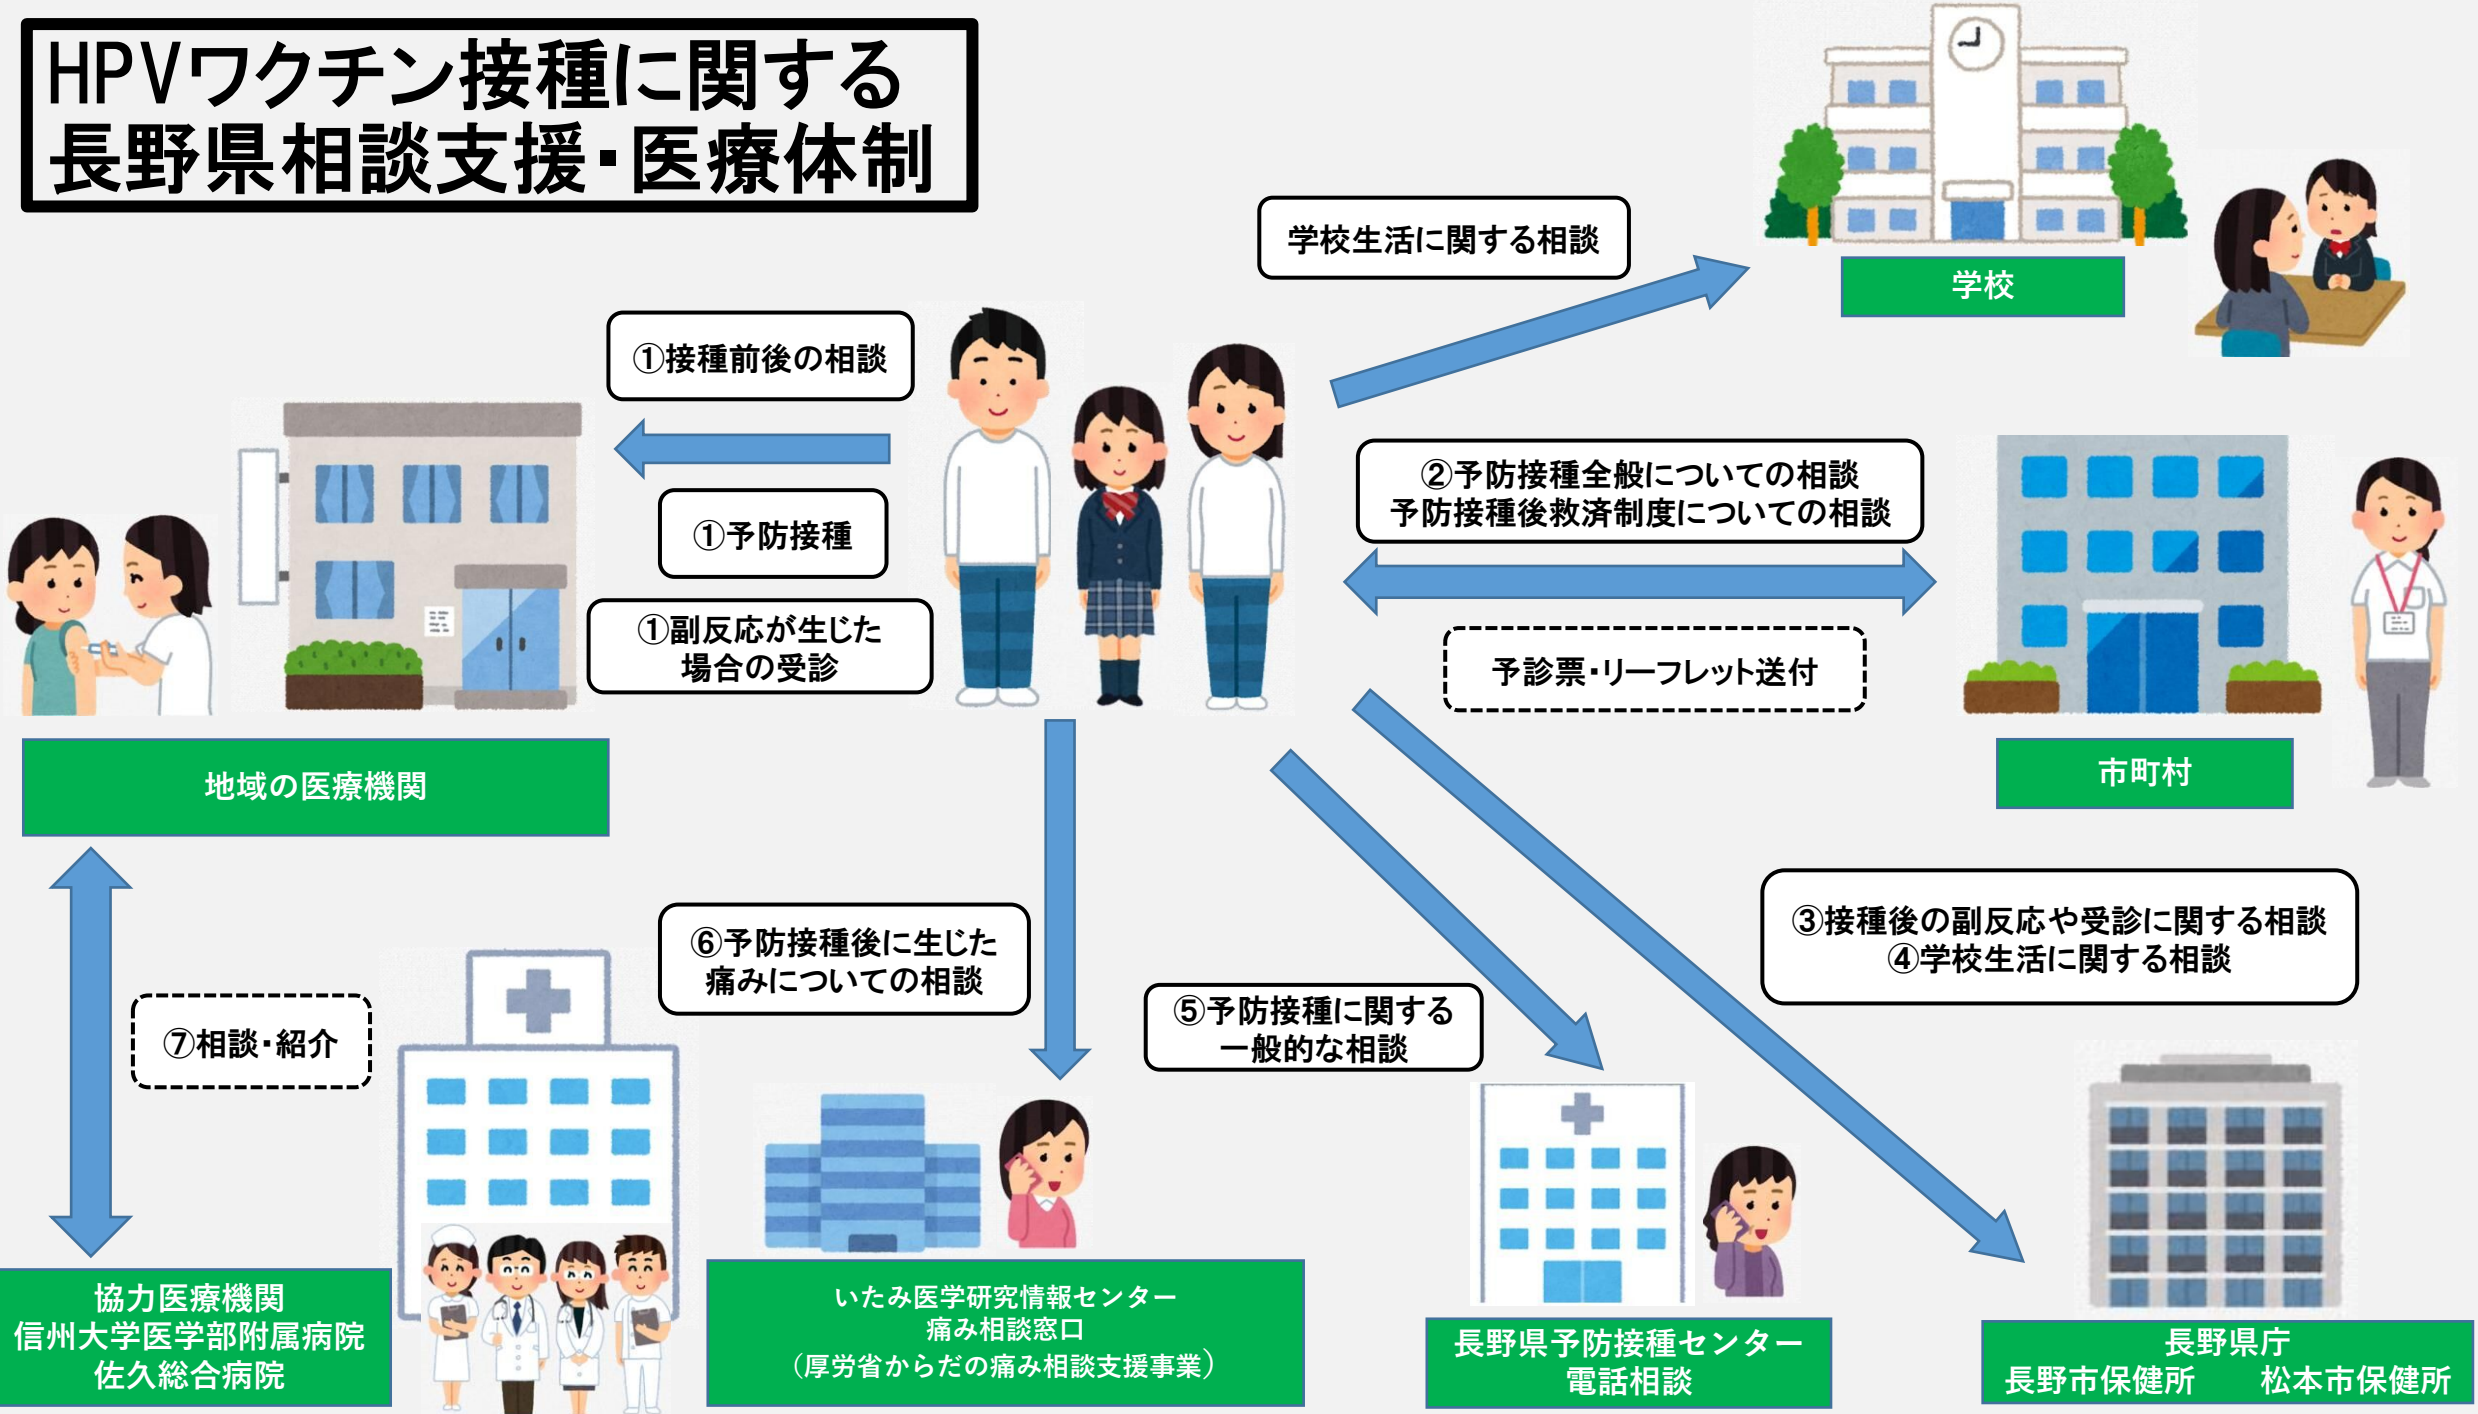 HPVワクチン接種に関する
長野県相談支援・医療体制
学校生活に関する相談
学校
①接種前後の相談
①予防接種
①副反応が生じた
場合の受診
地域の医療機関
②予防接種全般についての相談
予防接種後救済制度についての相談
予診票・リーフレット送付
市町村
③接種後の副反応や受診に関する相談
④学校生活に関する相談
⑥予防接種後に生じた
痛みについての相談
⑤予防接種に関する
一般的な相談
⑦相談・紹介
協力医療機関
信州大学医学部附属病院
佐久総合病院
いたみ医学研究情報センター
痛み相談窓口
（厚労省からだの痛み相談支援事業）
長野県予防接種センター
電話相談
長野県庁
長野市保健所　　松本市保健所